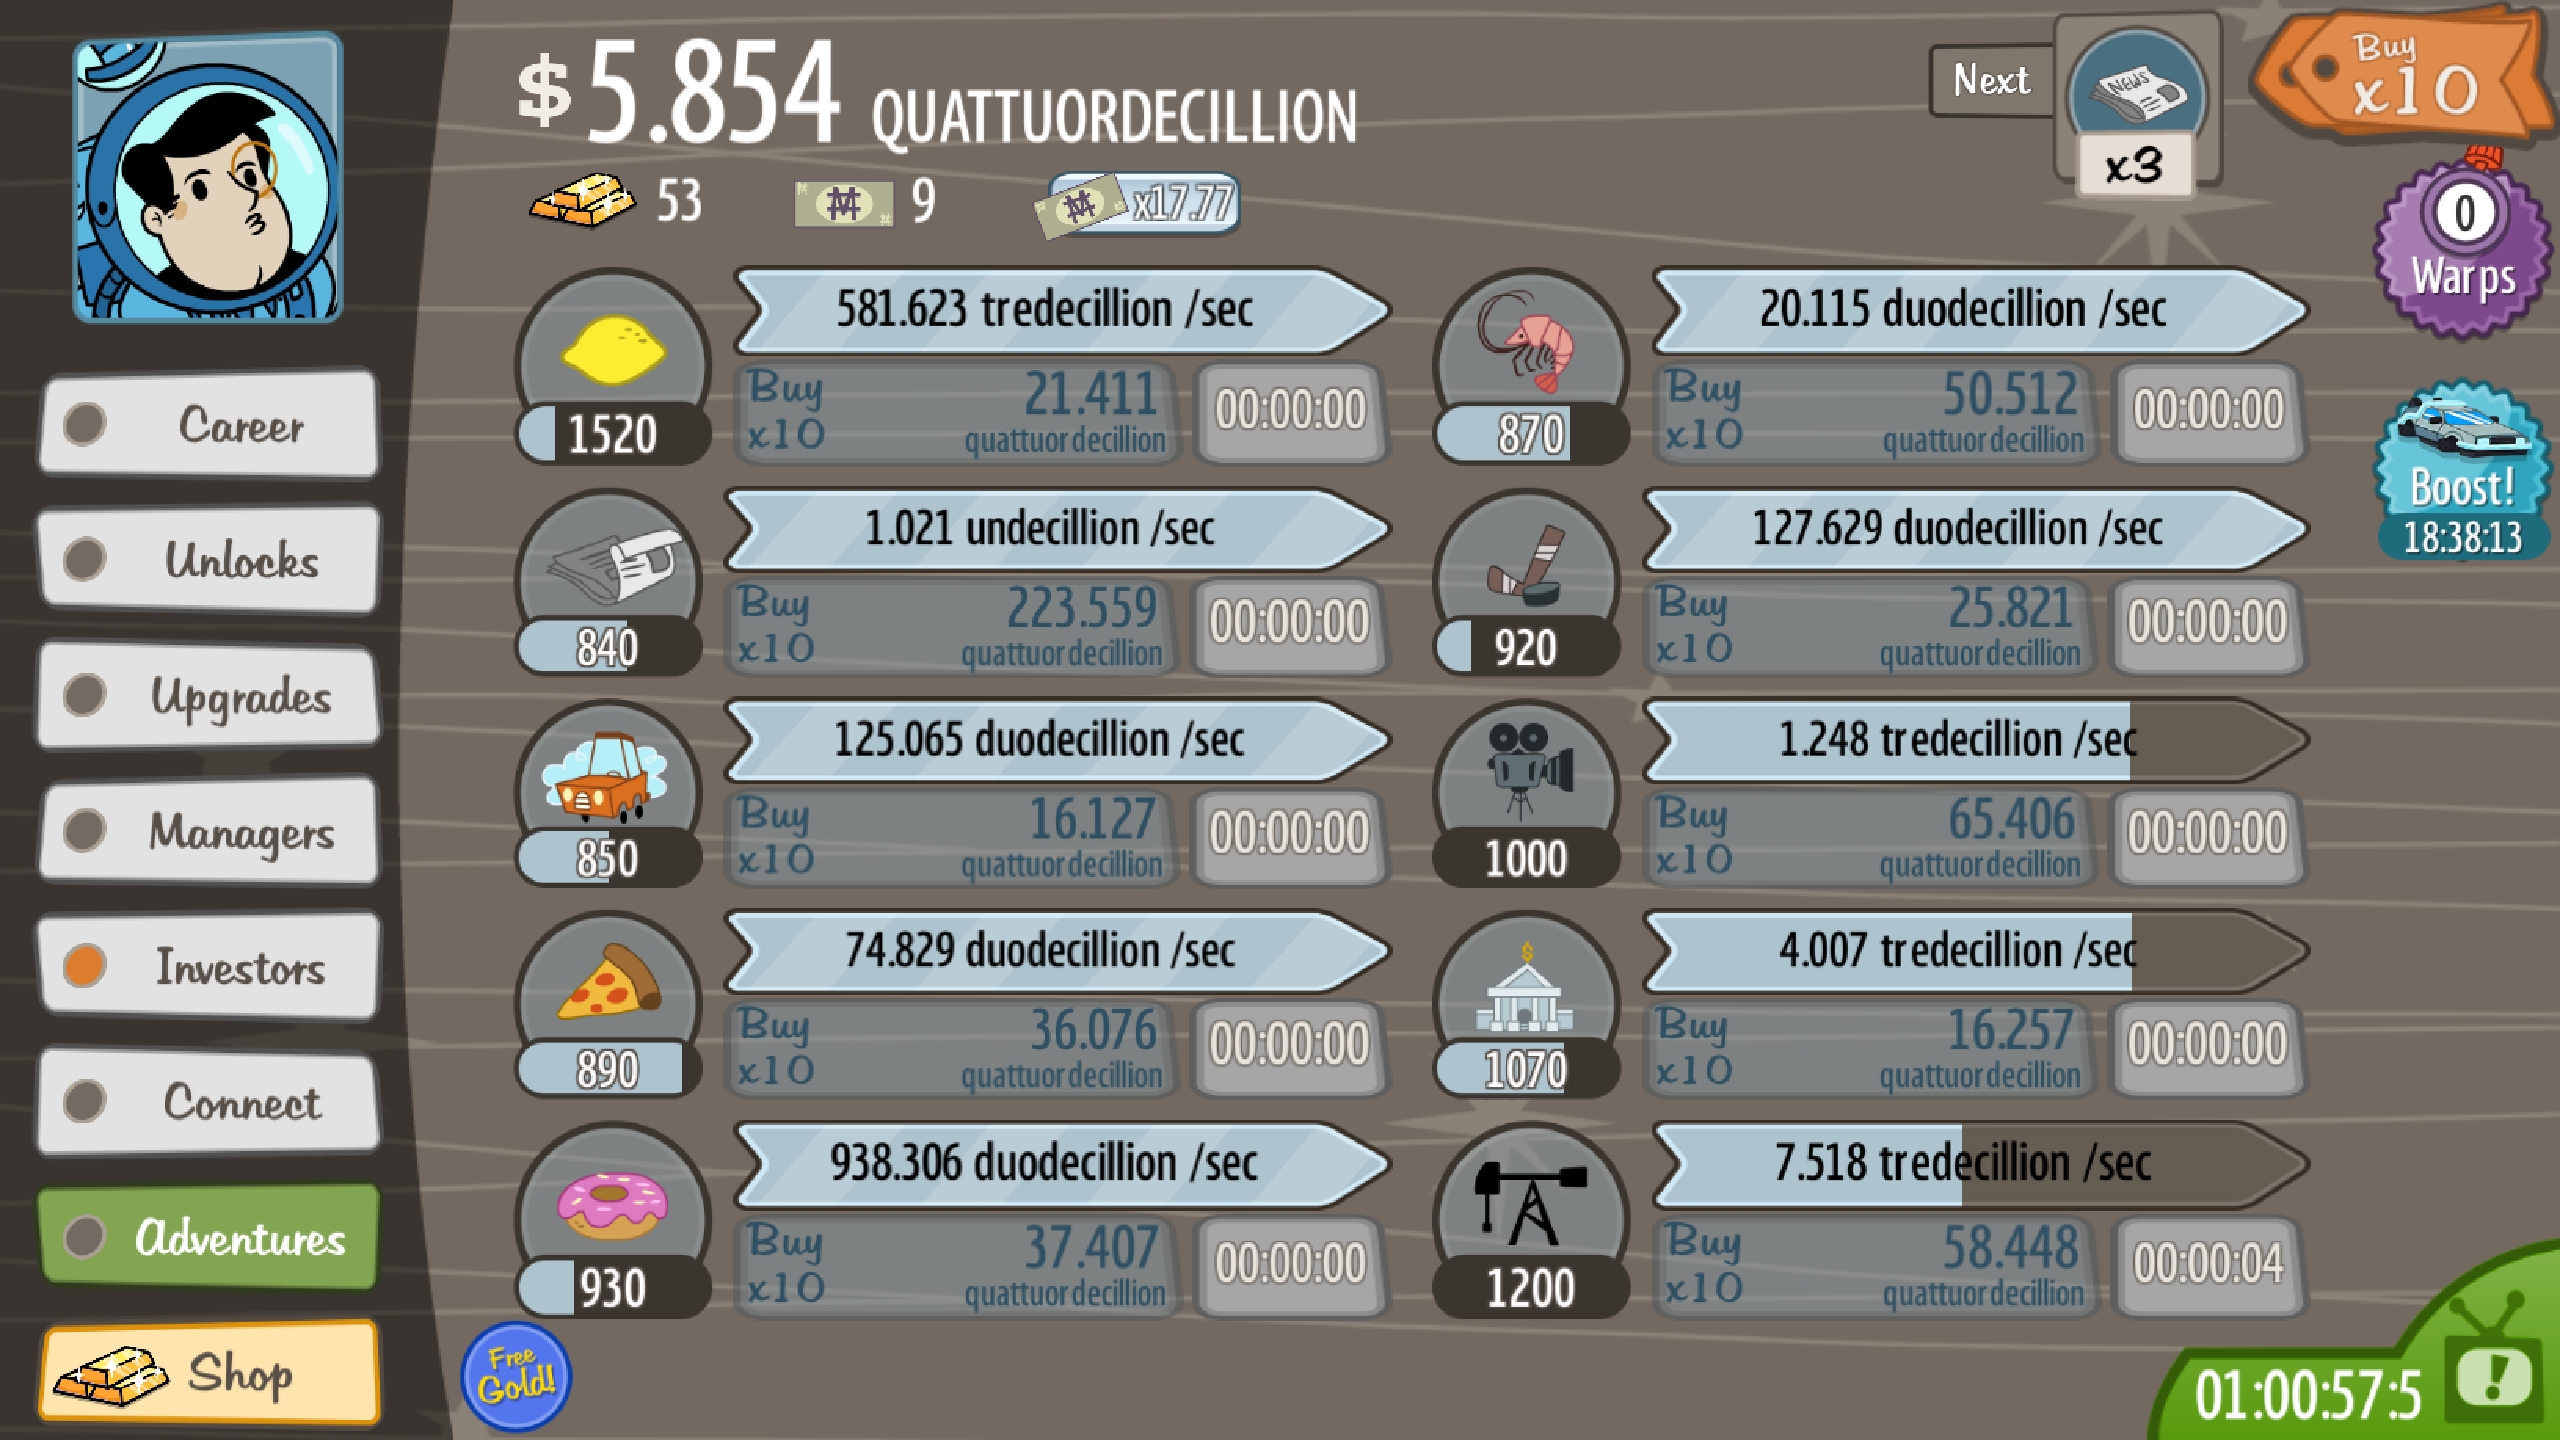 $5.854 QUATTUORDECILLION
Next
NEWS
x3
Buy
x10
53
9
x17.77
0
Warps
Boost!
18:38:13
Career
Unlocks
Upgrades
Managers
Investors
Connect
Adventures
Shop
581.623 tredecillion /sec
Buy 21.411
x10 quattuordecillion
00:00:00
1520
20.115 duodecillion /sec
Buy 50.512
x10 quattuordecillion
00:00:00
870
1.021 undecillion /sec
Buy 223.559
x10 quattuordecillion
00:00:00
840
127.629 duodecillion /sec
Buy 25.821
x10 quattuordecillion
00:00:00
920
125.065 duodecillion /sec
Buy 16.127
x10 quattuordecillion
00:00:00
850
1.248 tredecillion /sec
Buy 65.406
x10 quattuordecillion
00:00:00
1000
74.829 duodecillion /sec
Buy 36.076
x10 quattuordecillion
00:00:00
890
4.007 tredecillion /sec
Buy 16.257
x10 quattuordecillion
00:00:00
1070
938.306 duodecillion /sec
Buy 37.407
x10 quattuordecillion
00:00:00
930
7.518 tredecillion /sec
Buy 58.448
x10 quattuordecillion
00:00:04
1200
Free
Gold!
01:00:57:5